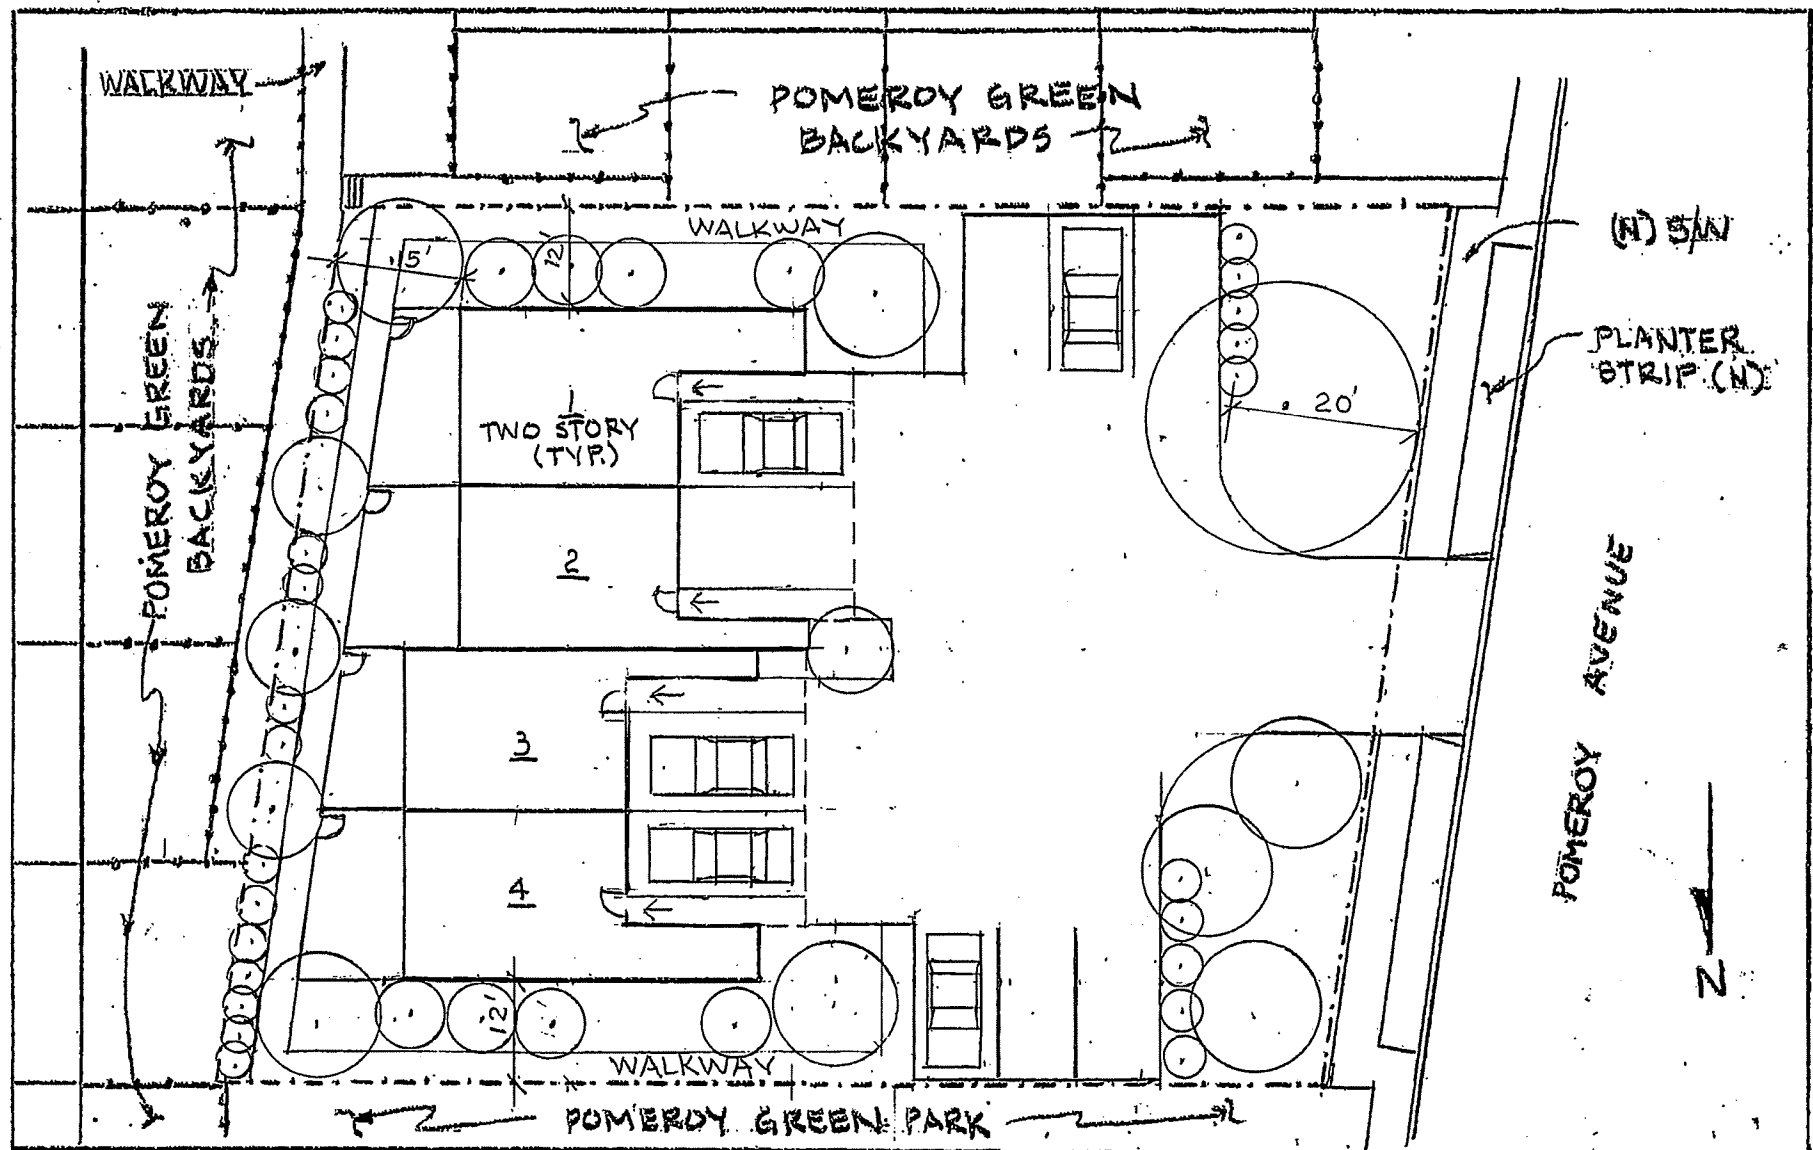 WALKWAY
POMEROY GREEN
BACKYARDS
WALKWAY
(N) S/W
15'
12'
PLANTER
STRIP (N)
POMEROY GREEN
BACKYARDS
20'
1
TWO STORY
(TYP.)
2
POMEROY AVENUE
3
4
N
12'
WALKWAY
POMEROY GREEN PARK